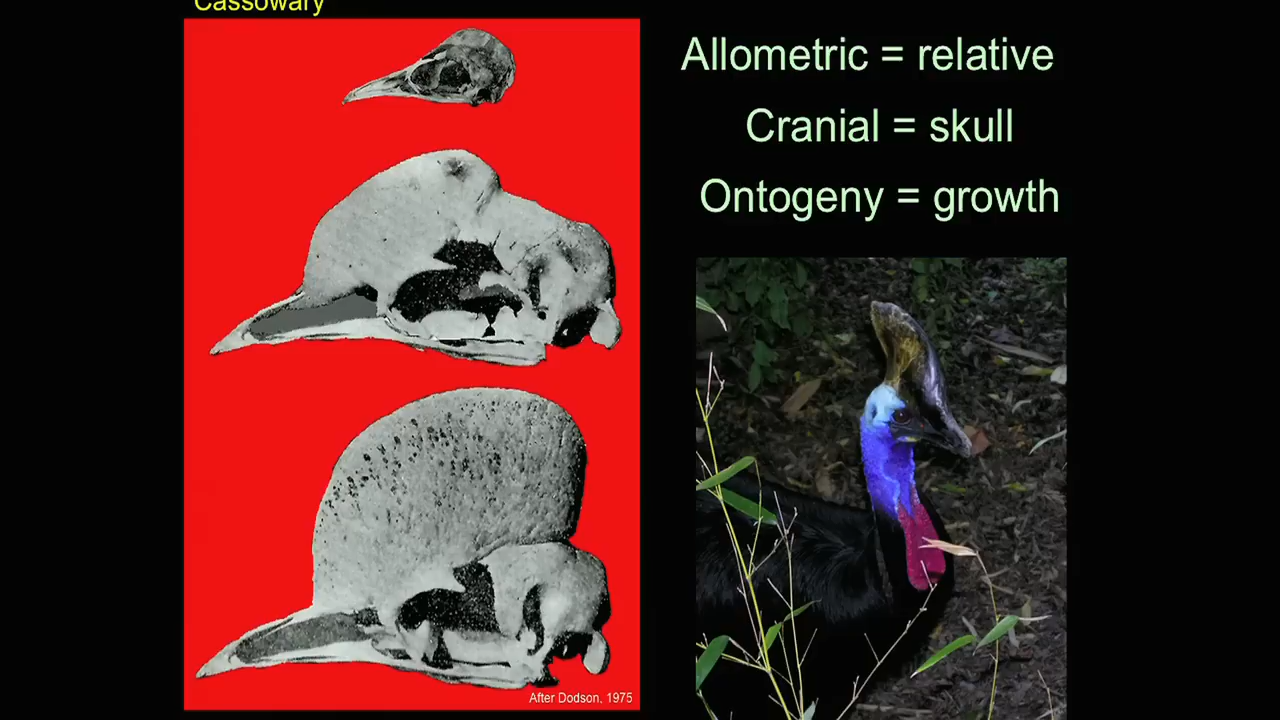 Cassowary
Allometric = relative
Cranial = skull
Ontogeny = growth
After Dodson, 1975